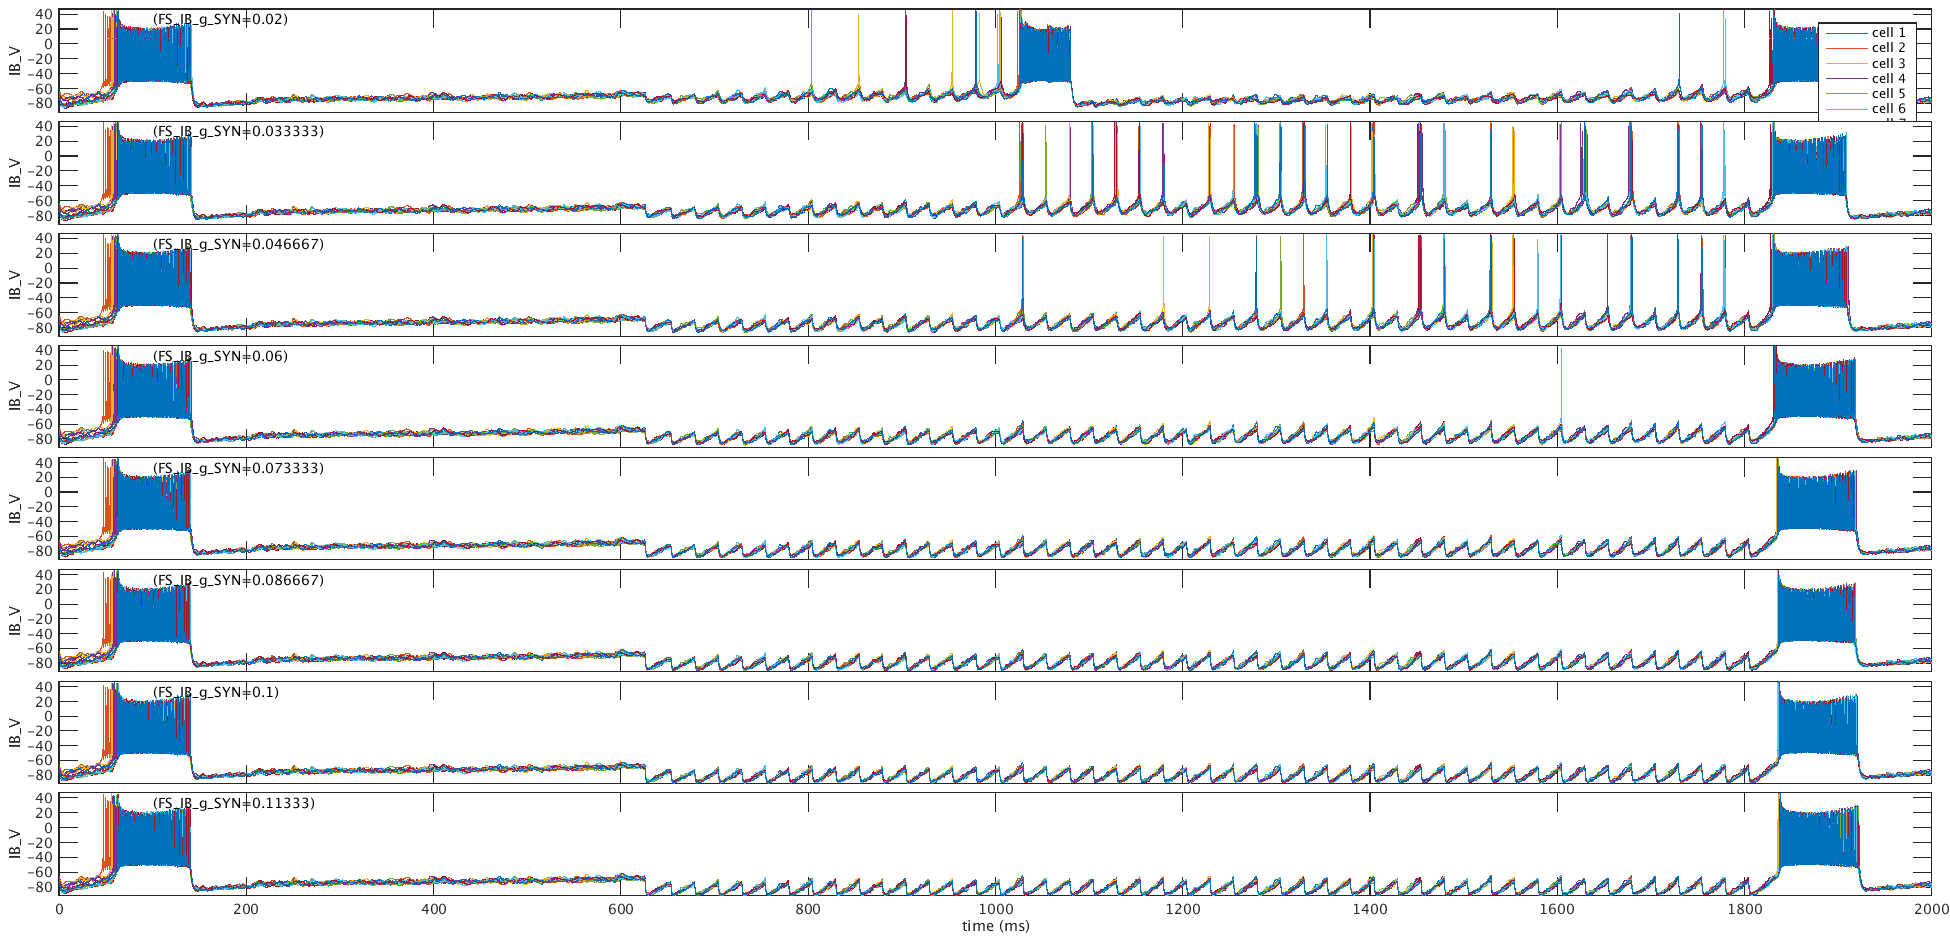 (FS_IB_g_SYN=0.02)
IB_V
40
20
0
−20
−40
−60
−80
cell 1
cell 2
cell 3
cell 4
cell 5
cell 6
(FS_IB_g_SYN=0.033333)
IB_V
40
20
0
−20
−40
−60
−80
(FS_IB_g_SYN=0.046667)
IB_V
40
20
0
−20
−40
−60
−80
(FS_IB_g_SYN=0.06)
IB_V
40
20
0
−20
−40
−60
−80
(FS_IB_g_SYN=0.073333)
IB_V
40
20
0
−20
−40
−60
−80
(FS_IB_g_SYN=0.086667)
IB_V
40
20
0
−20
−40
−60
−80
(FS_IB_g_SYN=0.1)
IB_V
40
20
0
−20
−40
−60
−80
(FS_IB_g_SYN=0.11333)
IB_V
40
20
0
−20
−40
−60
−80
0 200 400 600 800 1000 1200 1400 1600 1800 2000
time (ms)